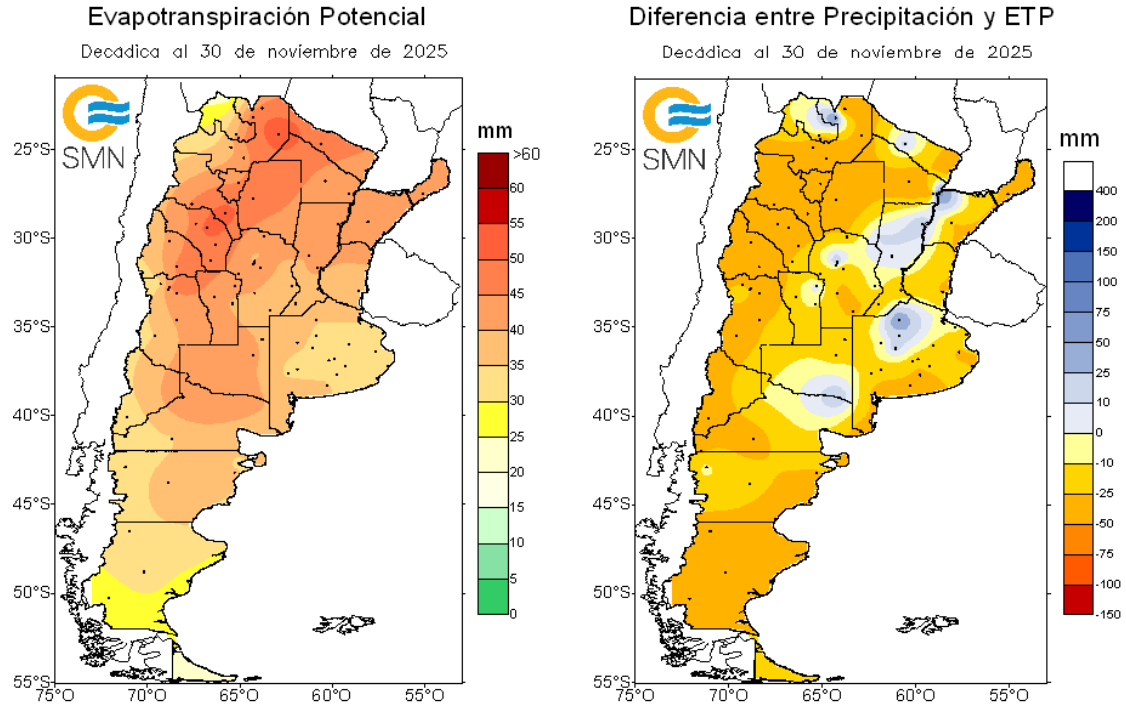 Evapotranspiración Potencial
Decádica al 30 de noviembre de 2025
SMN
mm
>60
60
55
50
45
40
35
30
25
20
15
10
5
0
25°S
30°S
35°S
40°S
45°S
50°S
55°S
75°O
70°O
65°O
60°O
55°O
Diferencia entre Precipitación y ETP
Decádica al 30 de noviembre de 2025
SMN
mm
400
200
150
100
75
50
25
10
0
-10
-25
-50
-75
-100
-150
25°S
30°S
35°S
40°S
45°S
50°S
55°S
75°O
70°O
65°O
60°O
55°O